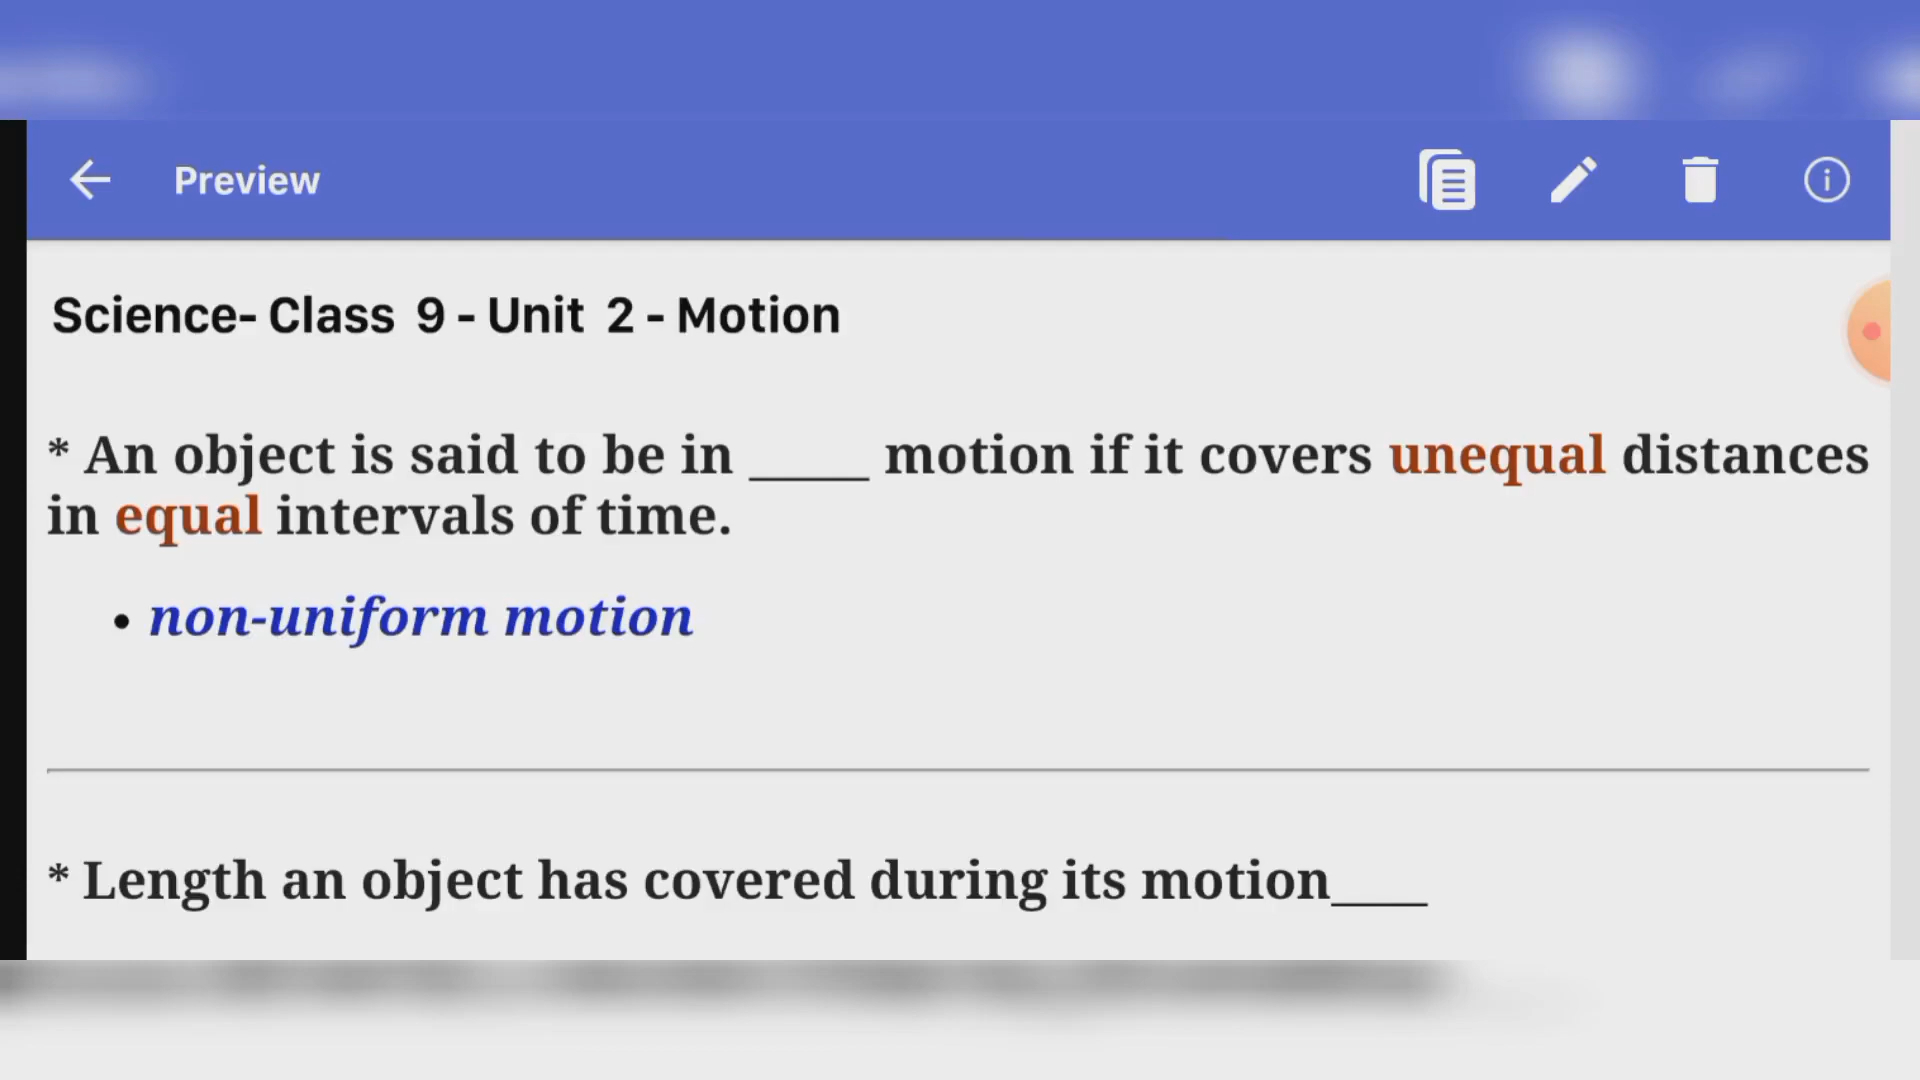 Preview
Science- Class 9 - Unit 2 - Motion
* An object is said to be in _____ motion if it covers unequal distances
in equal intervals of time.
• non-uniform motion
* Length an object has covered during its motion____